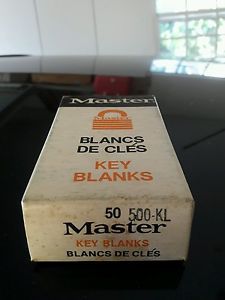 Master
BLANCS
DE CLÉS
KEY
BLANKS
50 500-KL
Master
KEY BLANKS
BLANCS DE CLÉS